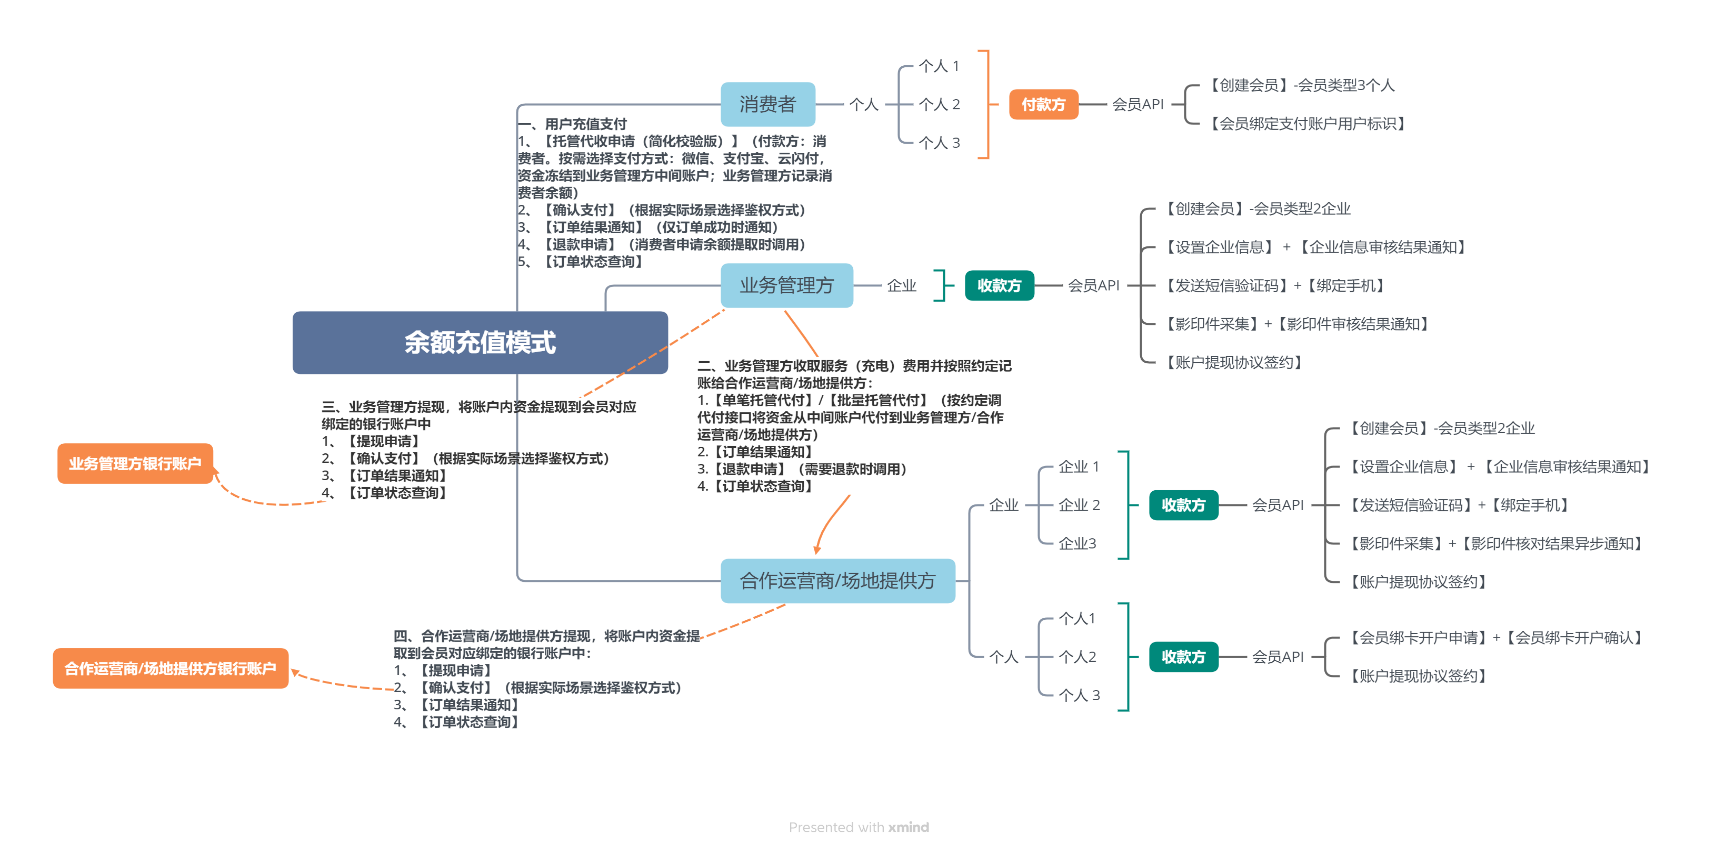 余额充值模式
消费者
个人
个人 1
个人 2
个人 3
付款方
会员API
【创建会员】-会员类型3个人
【会员绑定支付账户用户标识】
一、用户充值支付
1、【托管代收申请（简化校验版）】（付款方：消
费者。按需选择支付方式：微信、支付宝、云闪付，
资金冻结到业务管理方中间账户；业务管理方记录消
费者余额）
2、【确认支付】（根据实际场景选择鉴权方式）
3、【订单结果通知】（仅订单成功时通知）
4、【退款申请】（消费者申请余额提取时调用）
5、【订单状态查询】
业务管理方
企业
收款方
会员API
【创建会员】-会员类型2企业
【设置企业信息】 + 【企业信息审核结果通知】
【发送短信验证码】+【绑定手机】
【影印件采集】+【影印件审核结果通知】
【账户提现协议签约】
二、业务管理方收取服务（充电）费用并按照约定记
账给合作运营商/场地提供方：
1.【单笔托管代付】/【批量托管代付】（按约定调
代付接口将资金从中间账户代付到业务管理方/合作
运营商/场地提供方）
2.【订单结果通知】
3.【退款申请】（需要退款时调用）
4.【订单状态查询】
三、业务管理方提现，将账户内资金提现到会员对应
绑定的银行账户中
1、【提现申请】
2、【确认支付】（根据实际场景选择鉴权方式）
3、【订单结果通知】
4、【订单状态查询】
业务管理方银行账户
合作运营商/场地提供方
企业
企业 1
企业 2
企业3
收款方
会员API
【创建会员】-会员类型2企业
【设置企业信息】 + 【企业信息审核结果通知】
【发送短信验证码】+【绑定手机】
【影印件采集】+【影印件核对结果异步通知】
【账户提现协议签约】
个人
个人1
个人2
个人 3
收款方
会员API
【会员绑卡开户申请】+【会员绑卡开户确认】
【账户提现协议签约】
四、合作运营商/场地提供方提现，将账户内资金提
取到会员对应绑定的银行账户中：
1、【提现申请】
2、【确认支付】（根据实际场景选择鉴权方式）
3、【订单结果通知】
4、【订单状态查询】
合作运营商/场地提供方银行账户
Presented with xmind